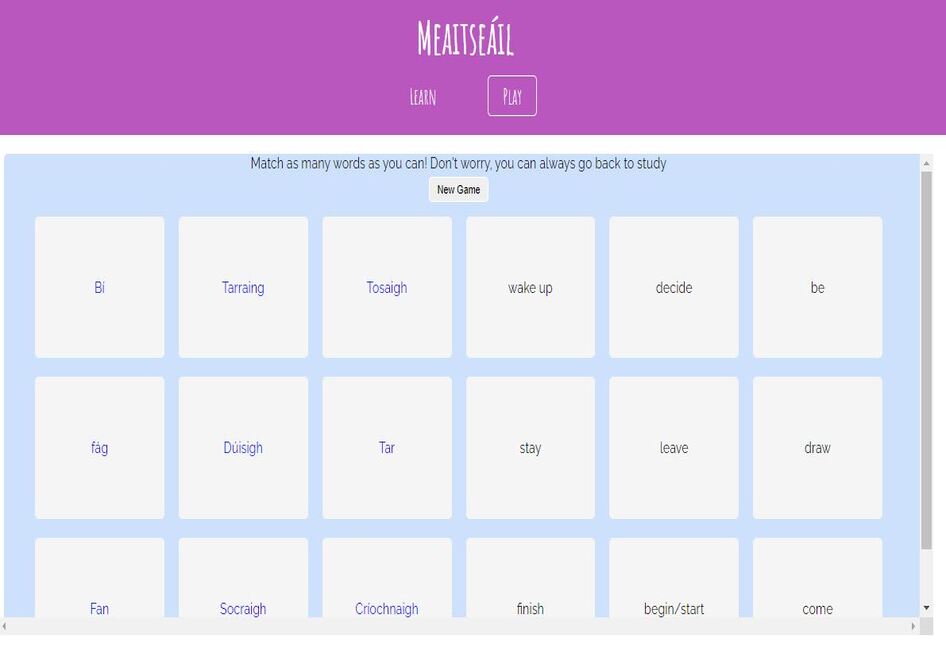 Meaitseáil
Learn Play
Match as many words as you can! Don't worry, you can always go back to study
New Game
Bí Tarraing Tosaigh wake up decide be
fág Dúisigh Tar stay leave draw
Fan Socraigh Críochnaigh finish begin/start come